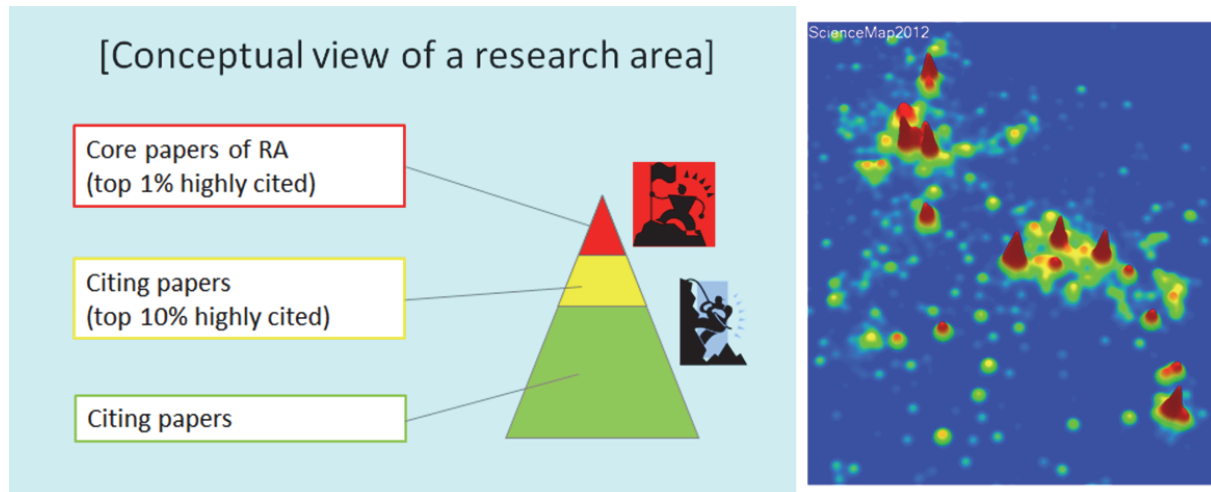 [Conceptual view of a research area]
Core papers of RA
(top 1% highly cited)
Citing papers
(top 10% highly cited)
Citing papers
ScienceMap2012